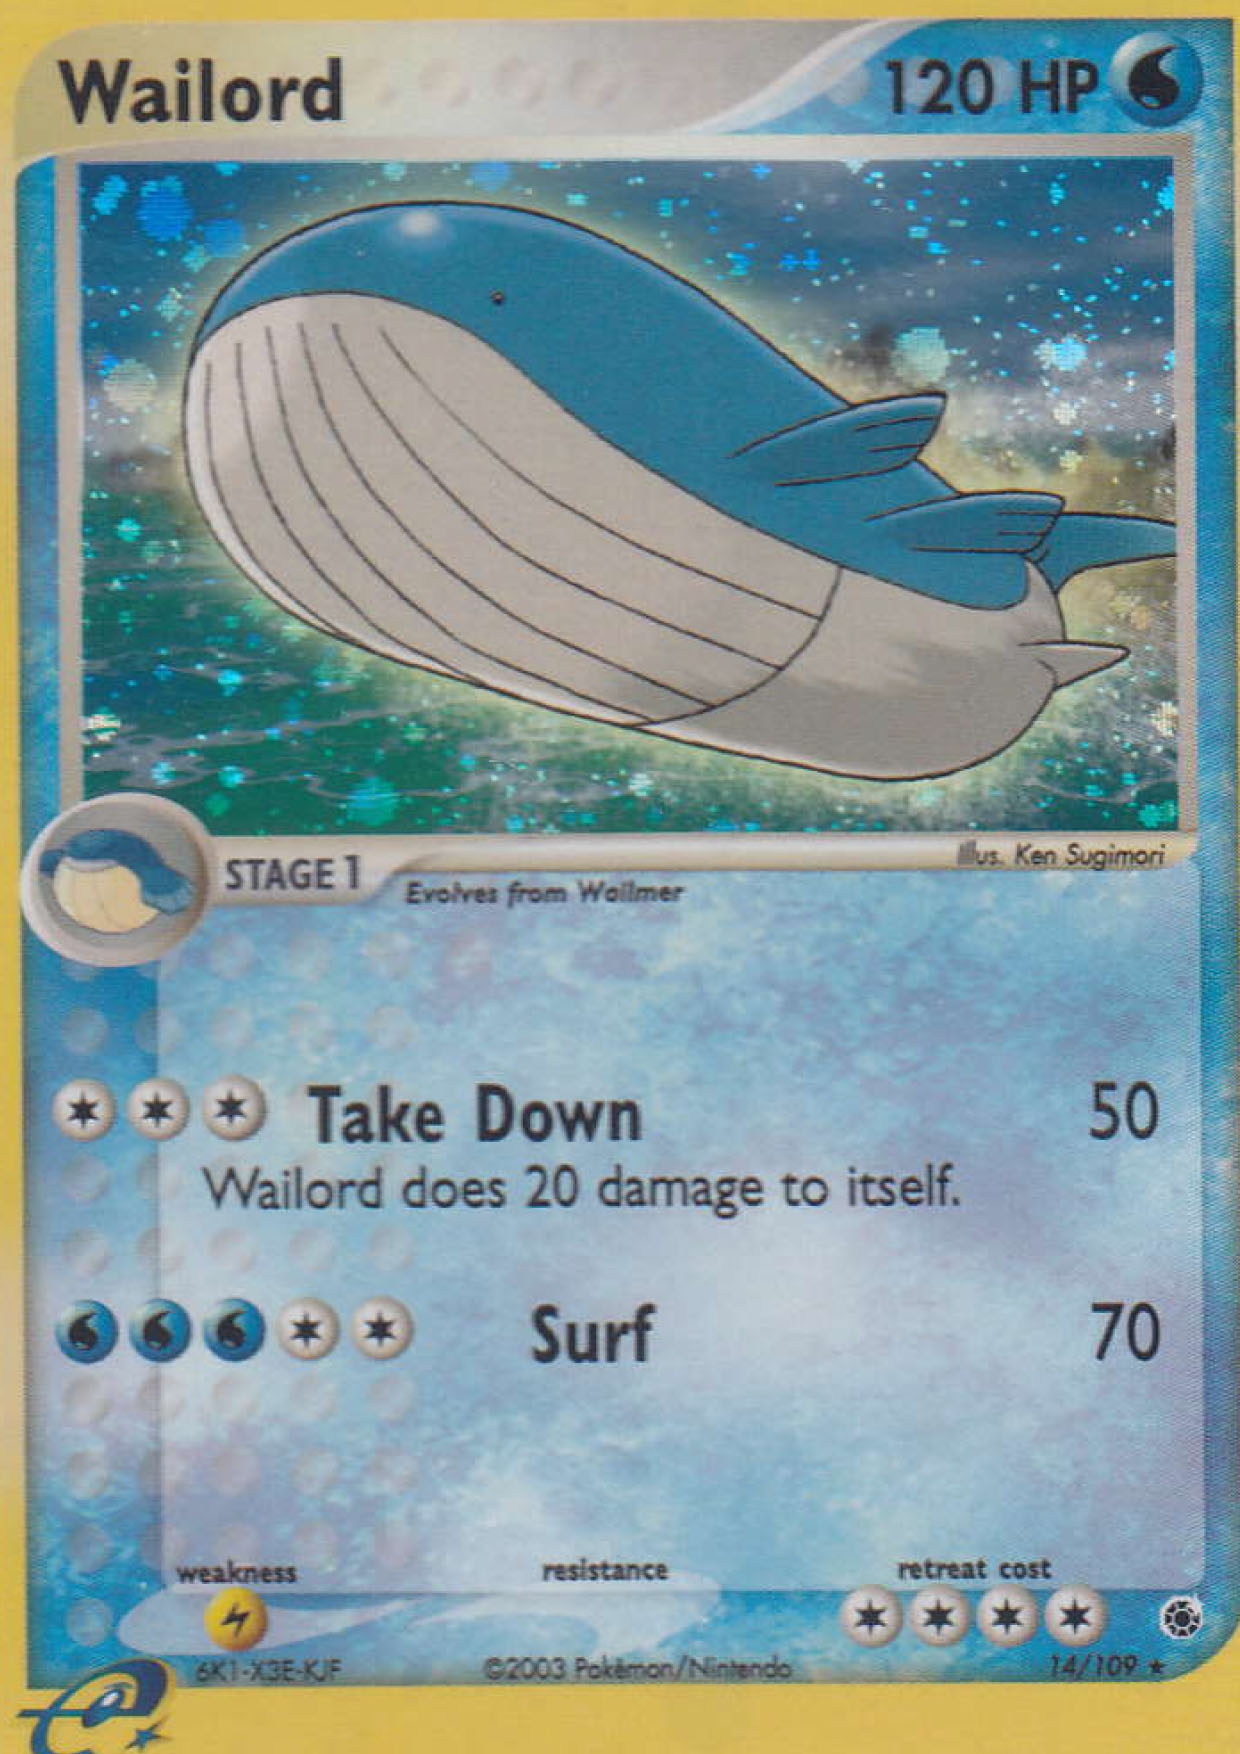 Wailord
120 HP
Illus. Ken Sugimori
STAGE 1
Evolves from Wailmer
Take Down 50
Wailord does 20 damage to itself.
Surf 70
weakness resistance retreat cost
6K1-X3E-KJF ©2003 Pokémon/Nintendo 14/109 ★